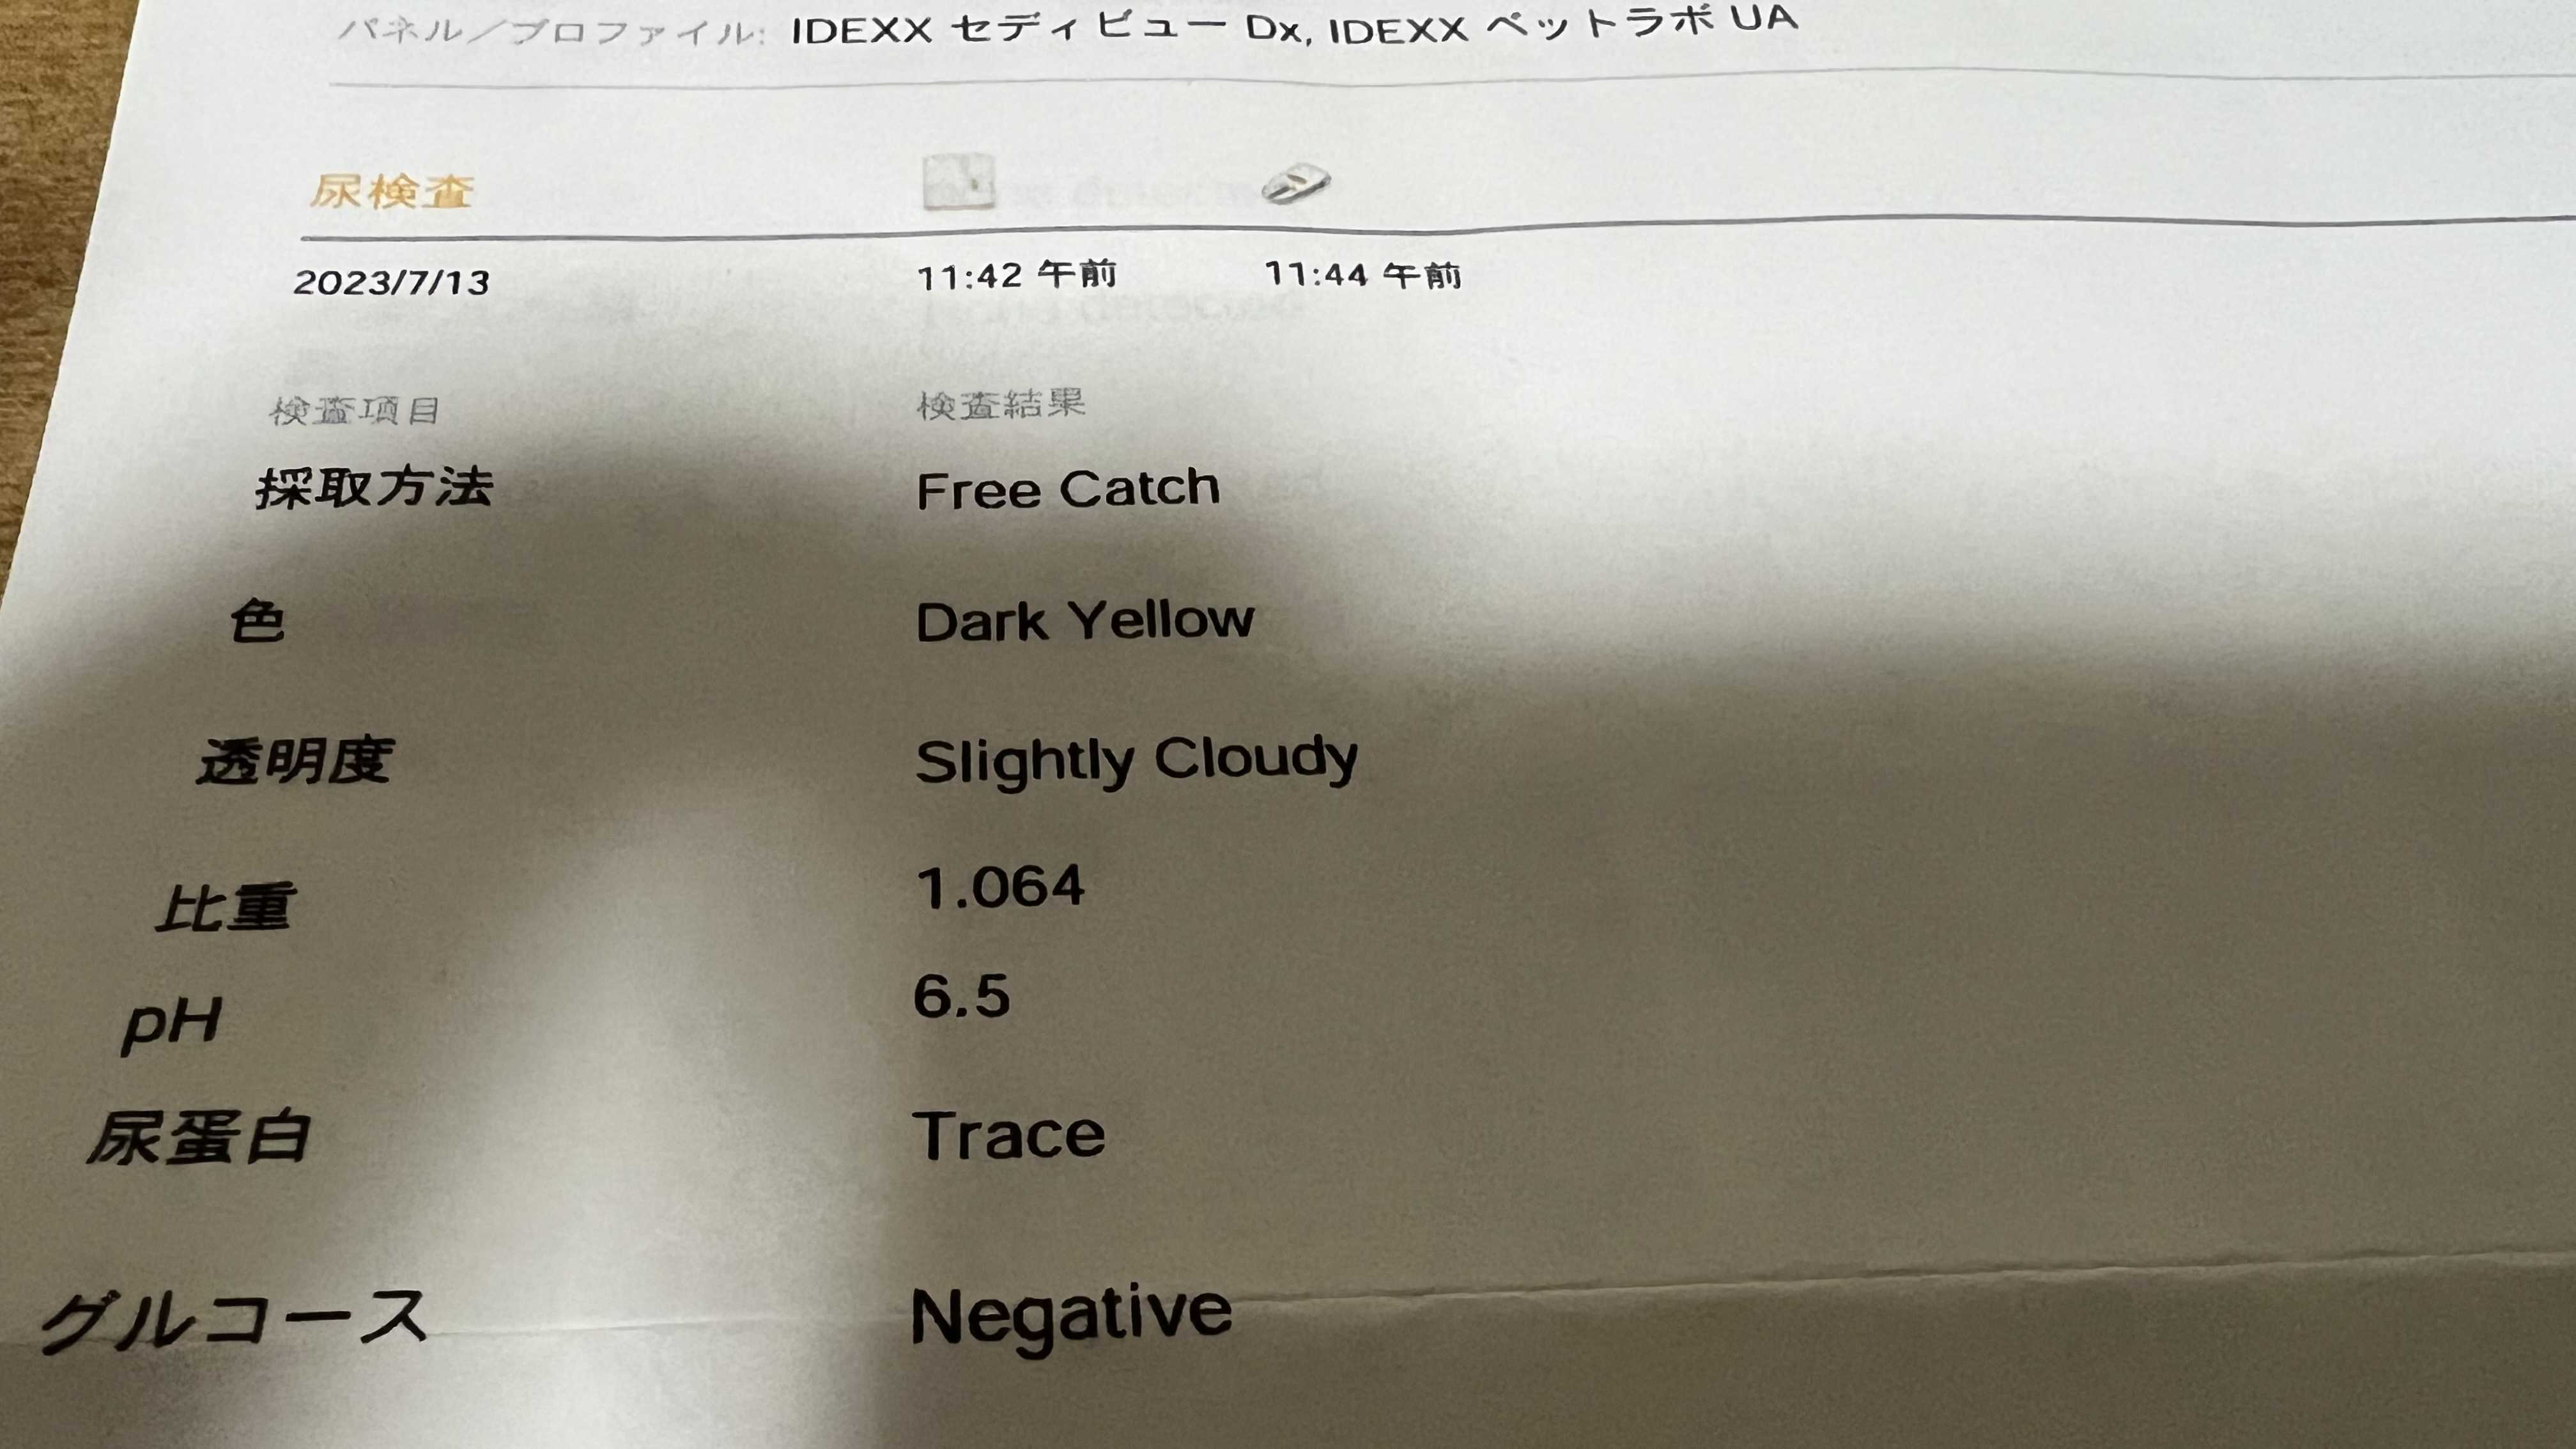 パネル／プロファイル: IDEXX セディビュー Dx, IDEXX ペットラボ UA
尿検査
2023/7/13 11:42 午前 11:44 午前
検査項目 検査結果
採取方法 Free Catch
色 Dark Yellow
透明度 Slightly Cloudy
比重 1.064
pH 6.5
尿蛋白 Trace
グルコース Negative